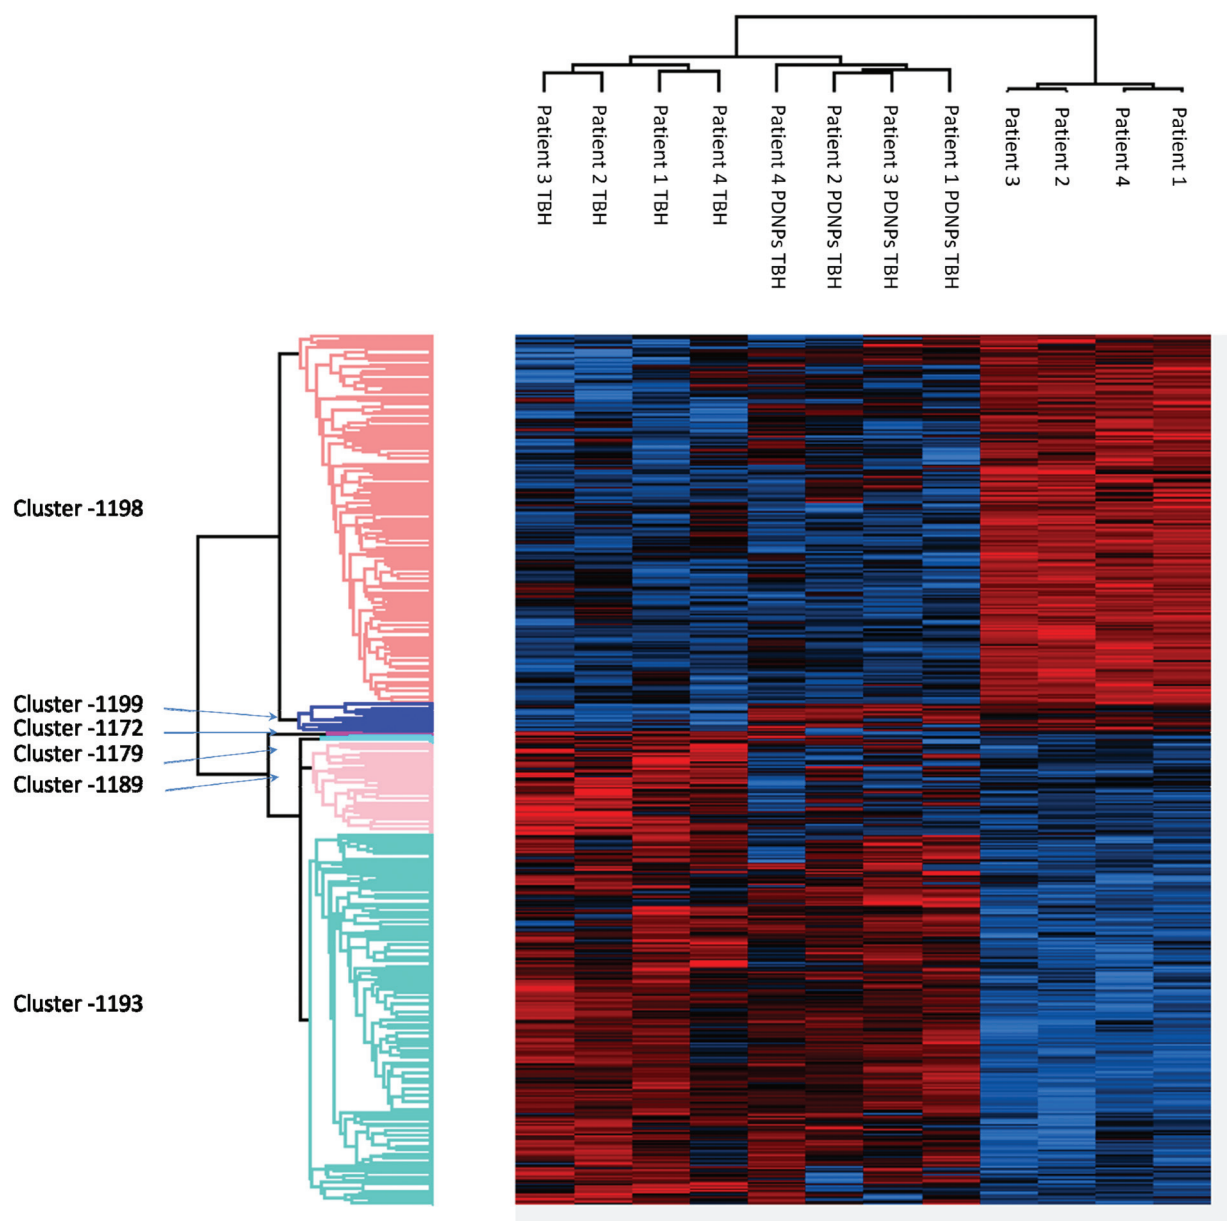 Patient 3 TBH
Patient 2 TBH
Patient 1 TBH
Patient 4 TBH
Patient 4 PDNPs TBH
Patient 2 PDNPs TBH
Patient 3 PDNPs TBH
Patient 1 PDNPs TBH
Patient 3
Patient 2
Patient 4
Patient 1
Cluster -1198
Cluster -1199
Cluster -1172
Cluster -1179
Cluster -1189
Cluster -1193